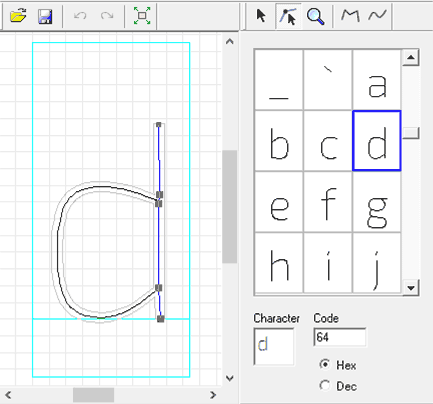 _ ` a
b c d
e f g
h i j
Character Code
d 64
Hex
Dec